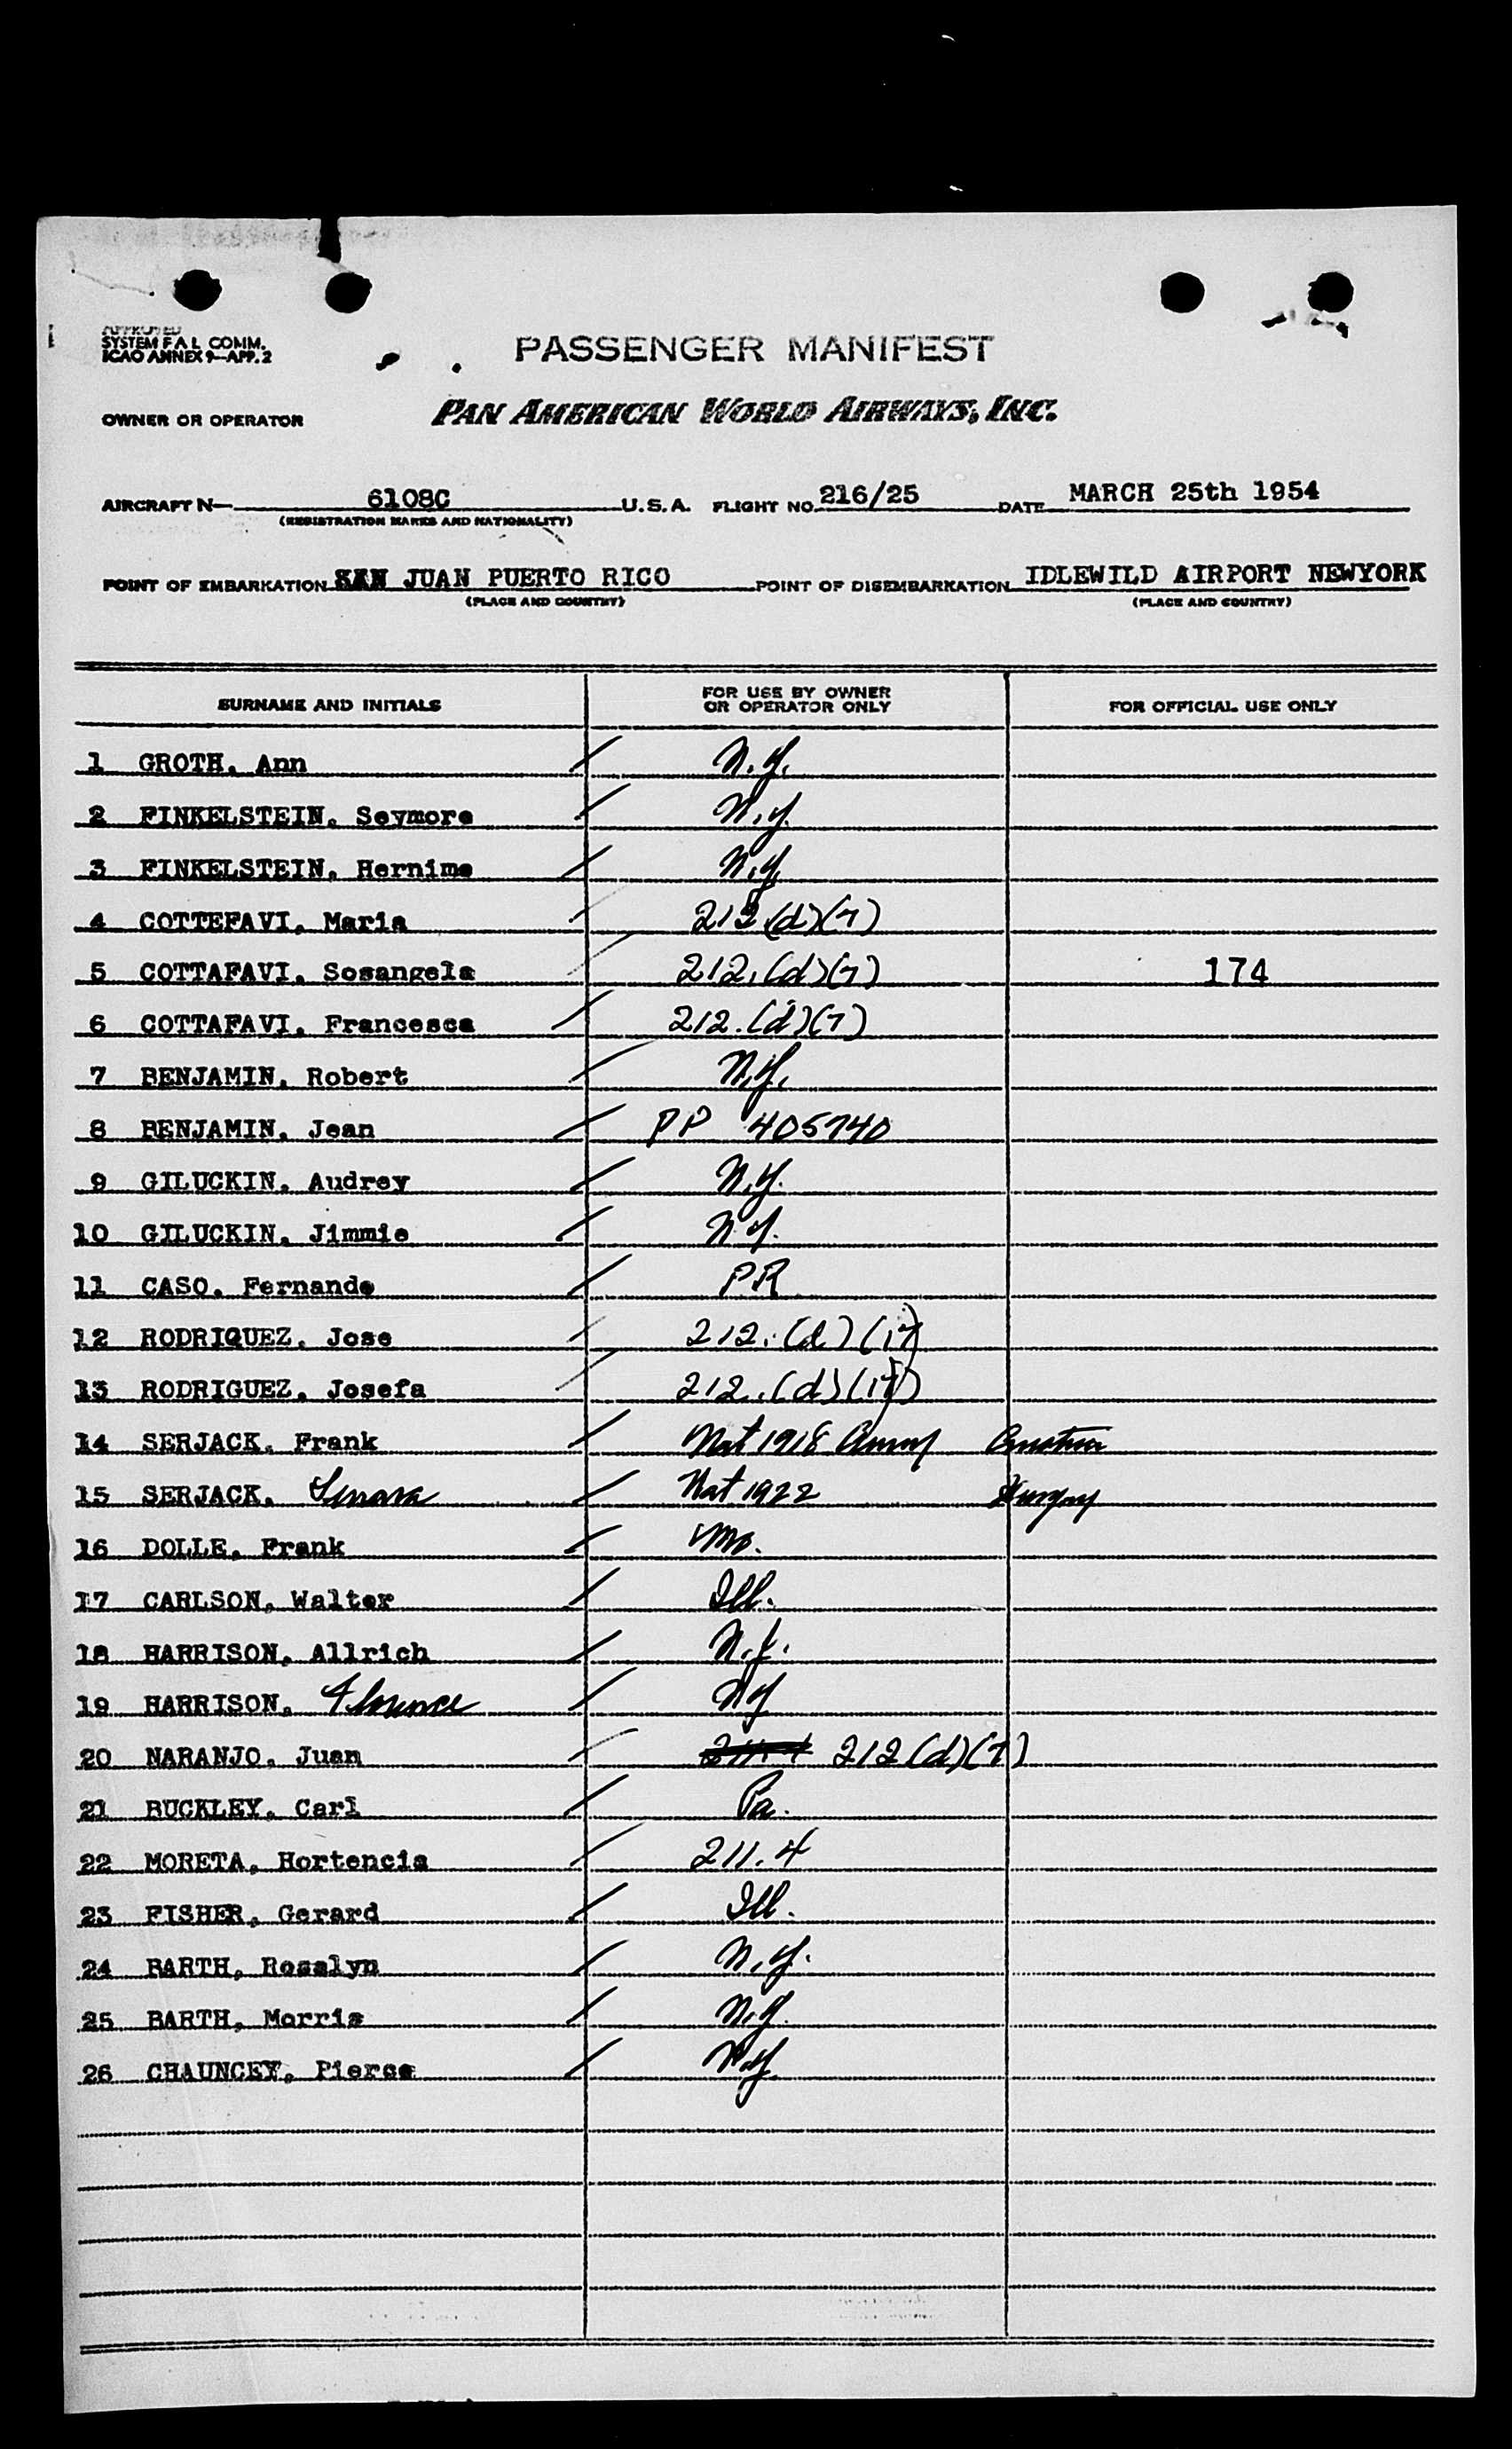 APPROVED
SYSTEM F A L COMM.
ICAO ANNEX 9—APP. 2
PASSENGER MANIFEST
OWNER OR OPERATOR PAN AMERICAN WORLD AIRWAYS, INC.
AIRCRAFT N— 6108C U.S.A. FLIGHT NO. 216/25 DATE MARCH 25th 1954
(REGISTRATION MARKS AND NATIONALITY)
POINT OF EMBARKATION SAN JUAN PUERTO RICO POINT OF DISEMBARKATION IDLEWILD AIRPORT NEWYORK
(PLACE AND COUNTRY) (PLACE AND COUNTRY)
SURNAME AND INITIALS FOR USE BY OWNER OR OPERATOR ONLY FOR OFFICIAL USE ONLY
1 GROTH, Ann / N.Y.
2 FINKELSTEIN, Seymore / N.Y.
3 FINKELSTEIN, Hernime / N.Y.
4 COTTEFAVI, Maria / 212 (d)(7)
5 COTTAFAVI, Sosangela / 212.(d)(7) 174
6 COTTAFAVI, Francesca / 212.(d)(7)
7 BENJAMIN, Robert / N.Y.
8 BENJAMIN, Jean / PP 405740
9 GILUCKIN, Audrey / N.Y.
10 GILUCKIN, Jimmie / N.Y.
11 CASO, Fernando / PR
12 RODRIQUEZ, Jose / 212.(d)(17)
13 RODRIGUEZ, Josefa / 212.(d)(17)
14 SERJACK, Frank / Nat 1918 Army Austria
15 SERJACK, / Nat 1922 Hungary
16 DOLLE, Frank / Mo.
17 CARLSON, Walter / Ill.
18 HARRISON, Allrich / N.J.
19 HARRISON, Florence / NY
20 NARANJO, Juan / 212(d)(7)
21 BUCKLEY, Carl / Pa.
22 MORETA, Hortencia / 211.4
23 FISHER, Gerard / Ill.
24 BARTH, Rosalyn / N.Y.
25 BARTH, Morris / N.Y.
26 CHAUNCEY, Pierce / N.Y.